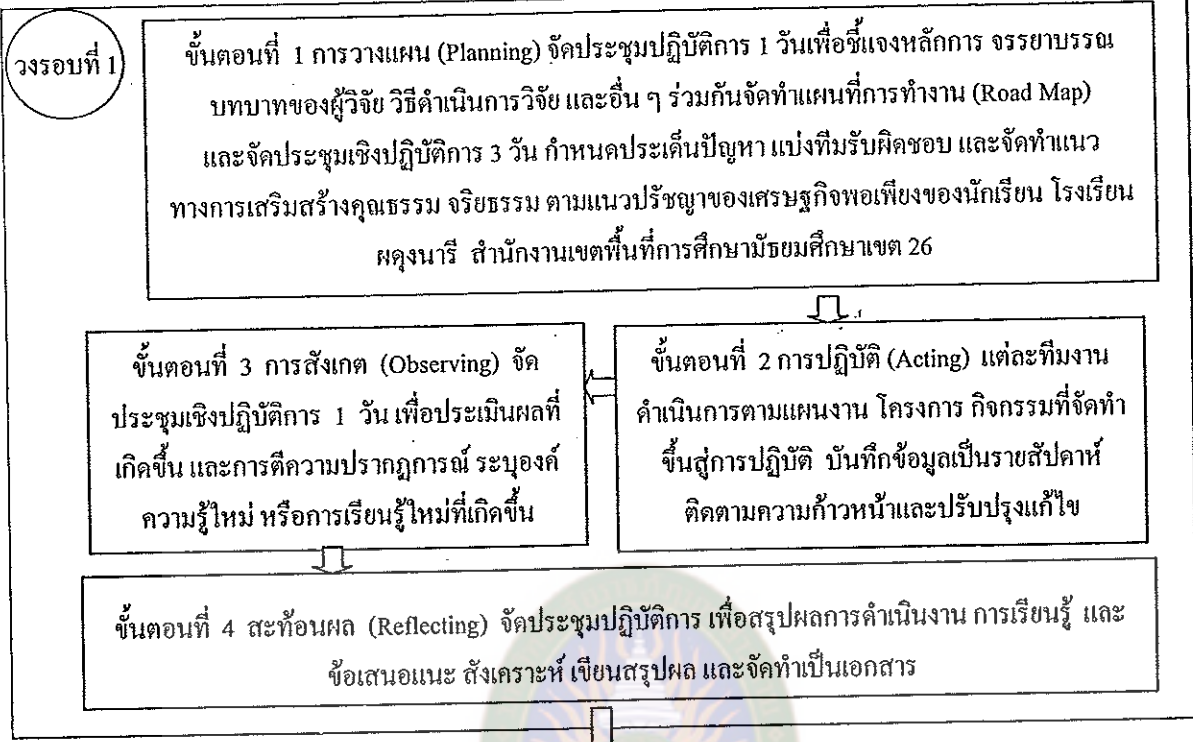 วงรอบที่ 1
ขั้นตอนที่ 1 การวางแผน (Planning) จัดประชุมปฏิบัติการ 1 วันเพื่อชี้แจงหลักการ จรรยาบรรณ
บทบาทของผู้วิจัย วิธีดำเนินการวิจัย และอื่น ๆ ร่วมกันจัดทำแผนที่การทำงาน (Road Map)
และจัดประชุมเชิงปฏิบัติการ 3 วัน กำหนดประเด็นปัญหา แบ่งทีมรับผิดชอบ และจัดทำแนว
ทางการเสริมสร้างคุณธรรม จริยธรรม ตามแนวปรัชญาของเศรษฐกิจพอเพียงของนักเรียน โรงเรียน
ผดุงนารี สำนักงานเขตพื้นที่การศึกษามัธยมศึกษาเขต 26
ขั้นตอนที่ 2 การปฏิบัติ (Acting) แต่ละทีมงาน
ดำเนินการตามแผนงาน โครงการ กิจกรรมที่จัดทำ
ขึ้นสู่การปฏิบัติ บันทึกข้อมูลเป็นรายสัปดาห์
ติดตามความก้าวหน้าและปรับปรุงแก้ไข
ขั้นตอนที่ 3 การสังเกต (Observing) จัด
ประชุมเชิงปฏิบัติการ 1 วัน เพื่อประเมินผลที่
เกิดขึ้น และการตีความปรากฏการณ์ ระบุองค์
ความรู้ใหม่ หรือการเรียนรู้ใหม่ที่เกิดขึ้น
ขั้นตอนที่ 4 สะท้อนผล (Reflecting) จัดประชุมปฏิบัติการ เพื่อสรุปผลการดำเนินงาน การเรียนรู้ และ
ข้อเสนอแนะ สังเคราะห์ เขียนสรุปผล และจัดทำเป็นเอกสาร